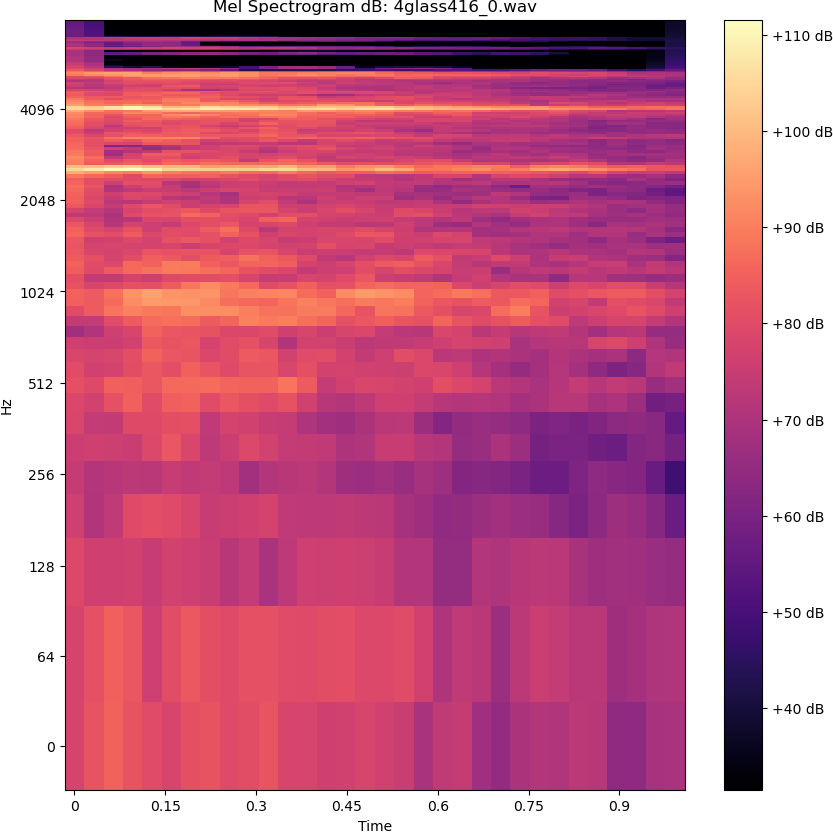 Mel Spectrogram dB: 4glass416_0.wav
+110 dB
4096
+100 dB
2048
+90 dB
1024
+80 dB
512
Hz
+70 dB
256
+60 dB
128
+50 dB
64
+40 dB
0
0 0.15 0.3 0.45 0.6 0.75 0.9
Time